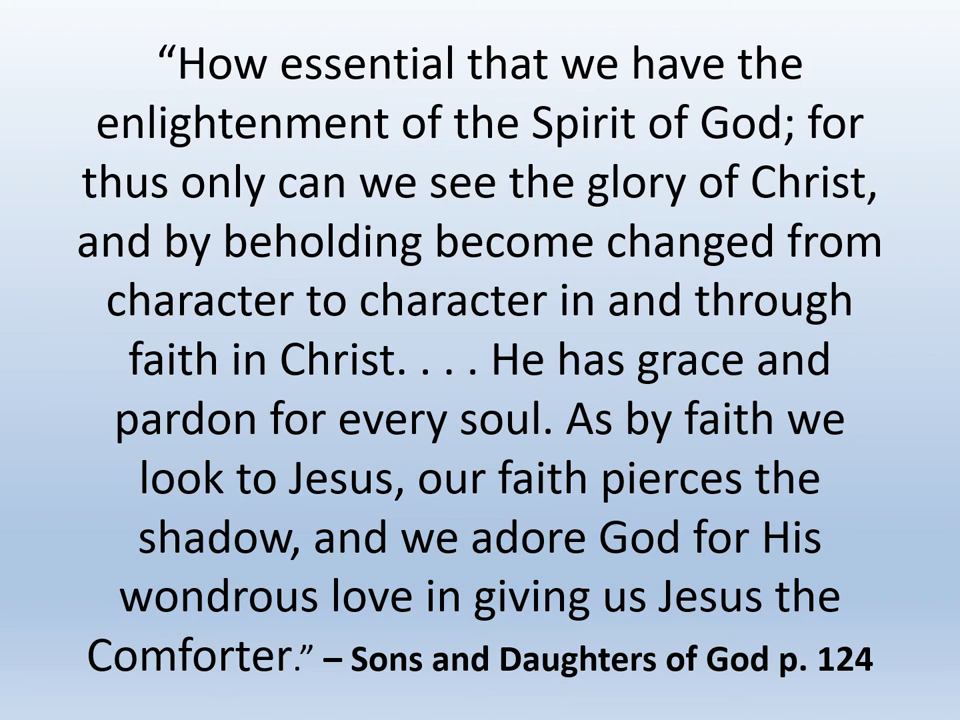 “How essential that we have the
enlightenment of the Spirit of God; for
thus only can we see the glory of Christ,
and by beholding become changed from
character to character in and through
faith in Christ. . . . He has grace and
pardon for every soul. As by faith we
look to Jesus, our faith pierces the
shadow, and we adore God for His
wondrous love in giving us Jesus the
Comforter.” – Sons and Daughters of God p. 124